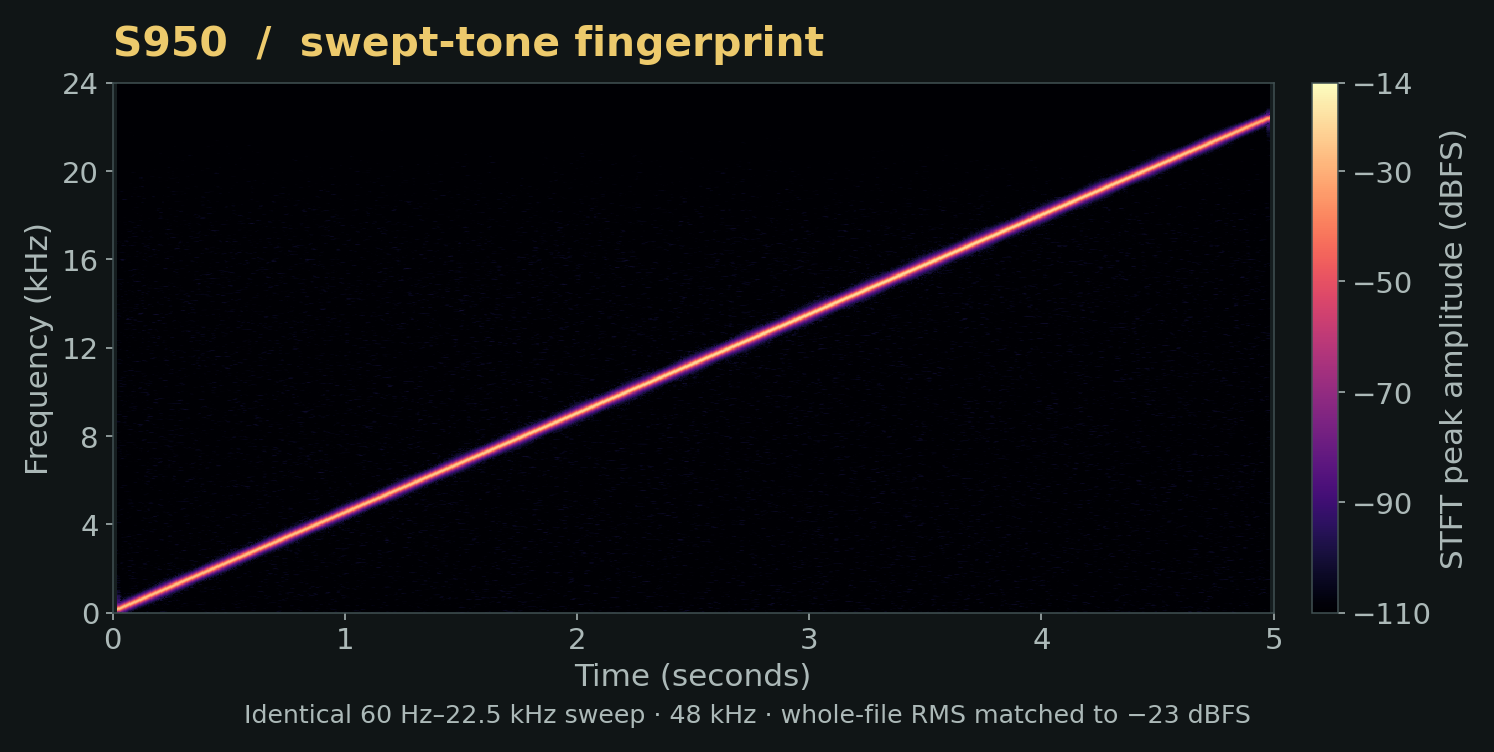 S950 / swept-tone fingerprint
24
20
16
12
8
4
0
Frequency (kHz)
0 1 2 3 4 5
Time (seconds)
−14
−30
−50
−70
−90
−110
STFT peak amplitude (dBFS)
Identical 60 Hz–22.5 kHz sweep · 48 kHz · whole-file RMS matched to −23 dBFS